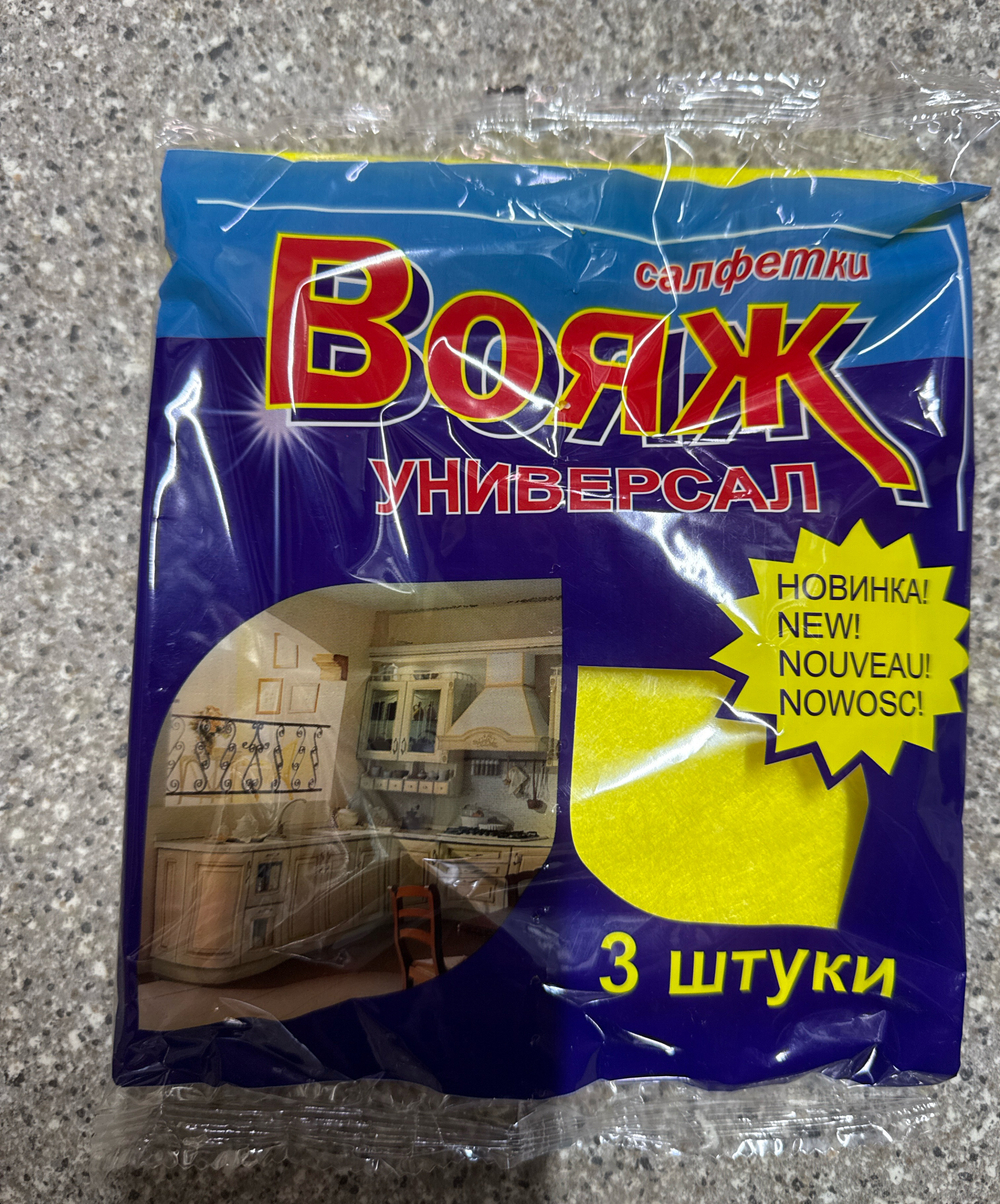 салфетки
Вояж
УНИВЕРСАЛ
НОВИНКА!
NEW!
NOUVEAU!
NOWOSC!
3 штуки